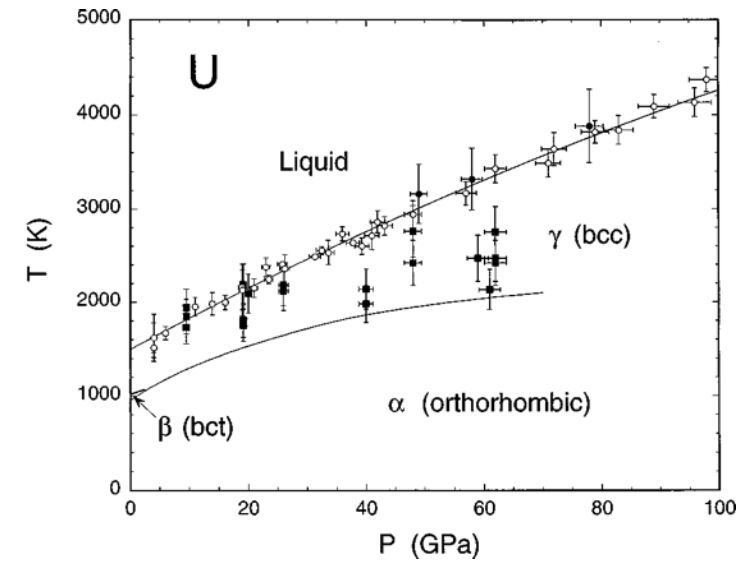 5000
U
4000
Liquid
3000
T (K)
γ (bcc)
2000
1000
α (orthorhombic)
β (bct)
0
0 20 40 60 80 100
P (GPa)